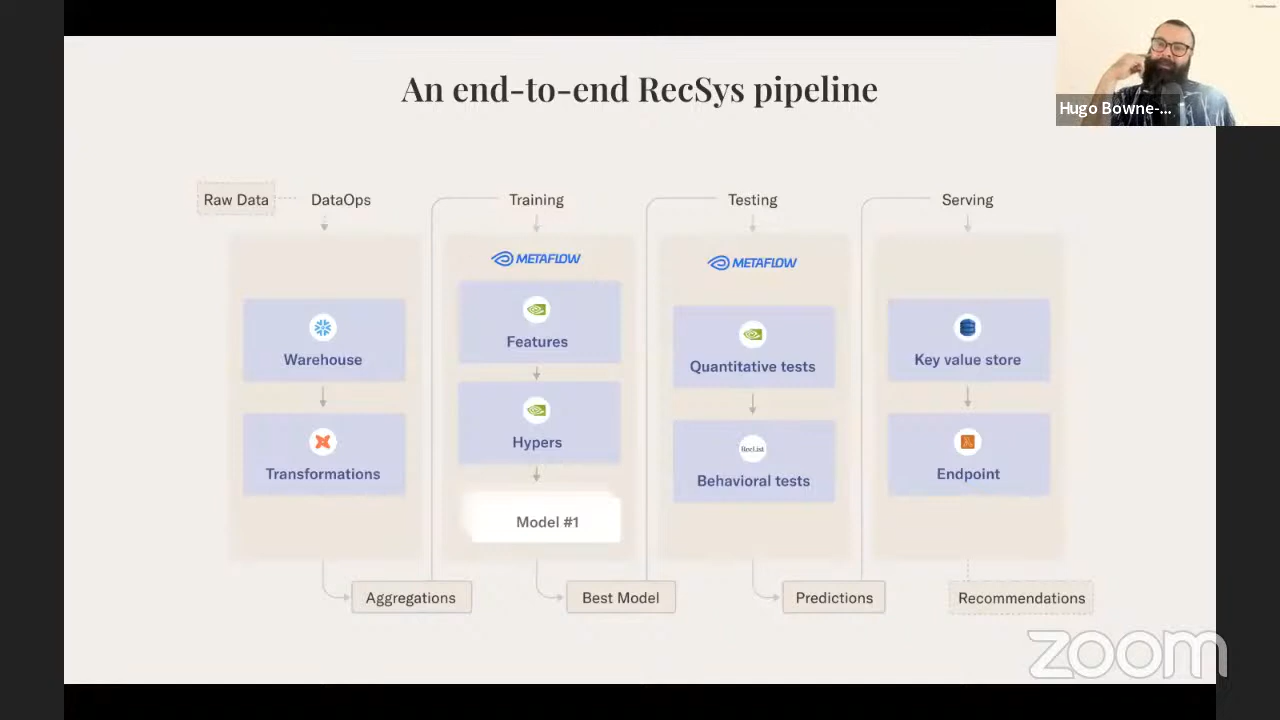 An end-to-end RecSys pipeline
Hugo Bowne-...
Raw Data
DataOps
Training
Testing
Serving
METAFLOW
METAFLOW
Warehouse
Transformations
Features
Hypers
Model #1
Quantitative tests
RecList
Behavioral tests
Key value store
Endpoint
Aggregations
Best Model
Predictions
Recommendations
zoom